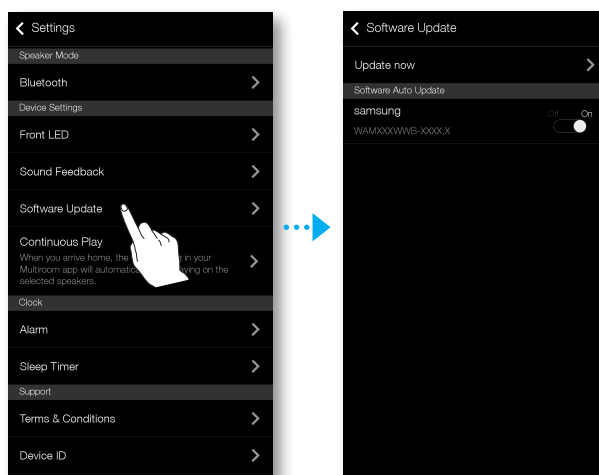 Settings
Speaker Mode
Bluetooth
Device Settings
Front LED
Sound Feedback
Software Update
Continuous Play
When you arrive home, the in your
Multiroom app will on the
selected speakers.
Clock
Alarm
Sleep Timer
Support
Terms & Conditions
Device ID
Software Update
Update now
Software Auto Update
samsung
Off On
WAMXXXWWB-XXXX.X